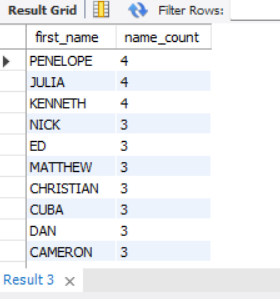 Result Grid Filter Rows:
first_name name_count
PENELOPE 4
JULIA 4
KENNETH 4
NICK 3
ED 3
MATTHEW 3
CHRISTIAN 3
CUBA 3
DAN 3
CAMERON 3
Result 3 ×